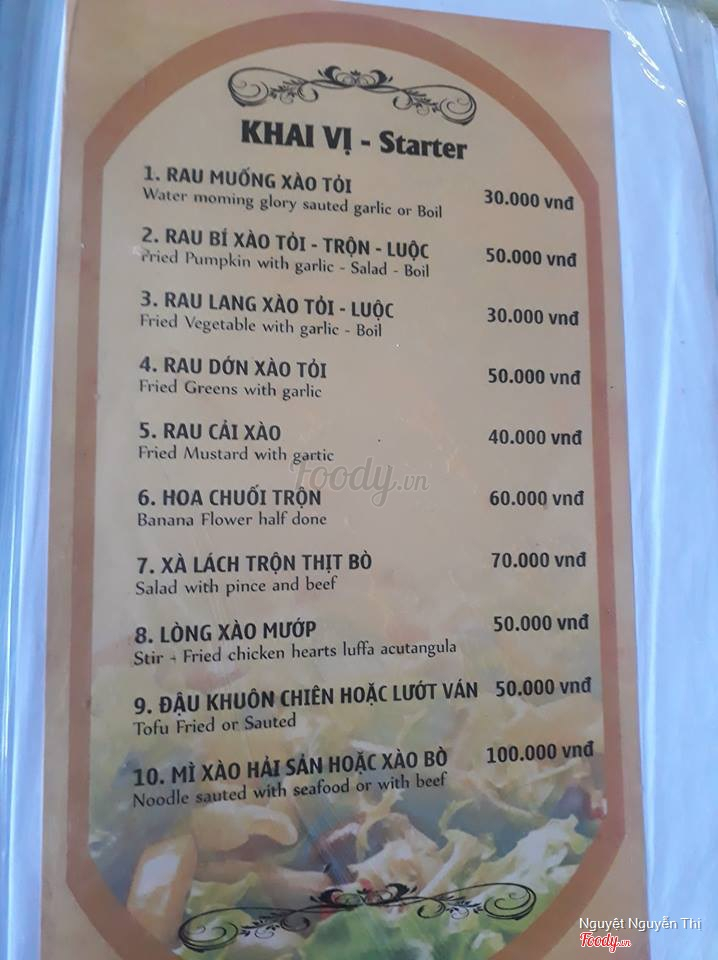 KHAI VỊ - Starter
1. RAU MUỐNG XÀO TỎI 30.000 vnđ
Water moming glory sauted garlic or Boil
2. RAU BÍ XÀO TỎI - TRỘN - LUỘC 50.000 vnđ
Fried Pumpkin with garlic - Salad - Boil
3. RAU LANG XÀO TỎI - LUỘC 30.000 vnđ
Fried Vegetable with garlic - Boil
4. RAU DỚN XÀO TỎI 50.000 vnđ
Fried Greens with garlic
5. RAU CẢI XÀO 40.000 vnđ
Fried Mustard with gartic
Foody.vn
6. HOA CHUỐI TRỘN 60.000 vnđ
Banana Flower half done
7. XÀ LÁCH TRỘN THỊT BÒ 70.000 vnđ
Salad with pince and beef
8. LÒNG XÀO MƯỚP 50.000 vnđ
Stir - Fried chicken hearts luffa acutangula
9. ĐẬU KHUÔN CHIÊN HOẶC LƯỚT VÁN 50.000 vnđ
Tofu Fried or Sauted
10. MÌ XÀO HẢI SẢN HOẶC XÀO BÒ 100.000 vnđ
Noodle sauted with seafood or with beef
Nguyệt Nguyễn Thi
Foody.vn